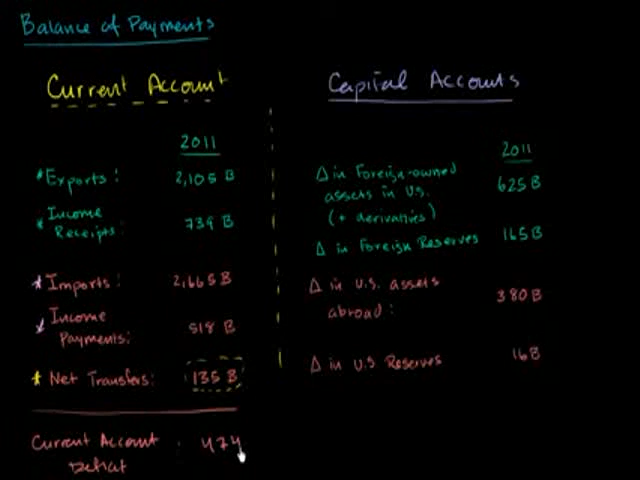 Balance of Payments
Current Account
2011
*Exports: 2,105 B
*Income
Receipts: 739 B
*Imports: 2,665 B
*Income
Payments: 518 B
*Net Transfers: 135 B
Current Account : 474
Deficit
Capital Accounts
2011
Δ in Foreign-owned
assets in U.S. 625 B
(+ derivatives)
Δ in Foreign Reserves 165 B
Δ in U.S. assets
abroad: 380 B
Δ in U.S Reserves 16 B